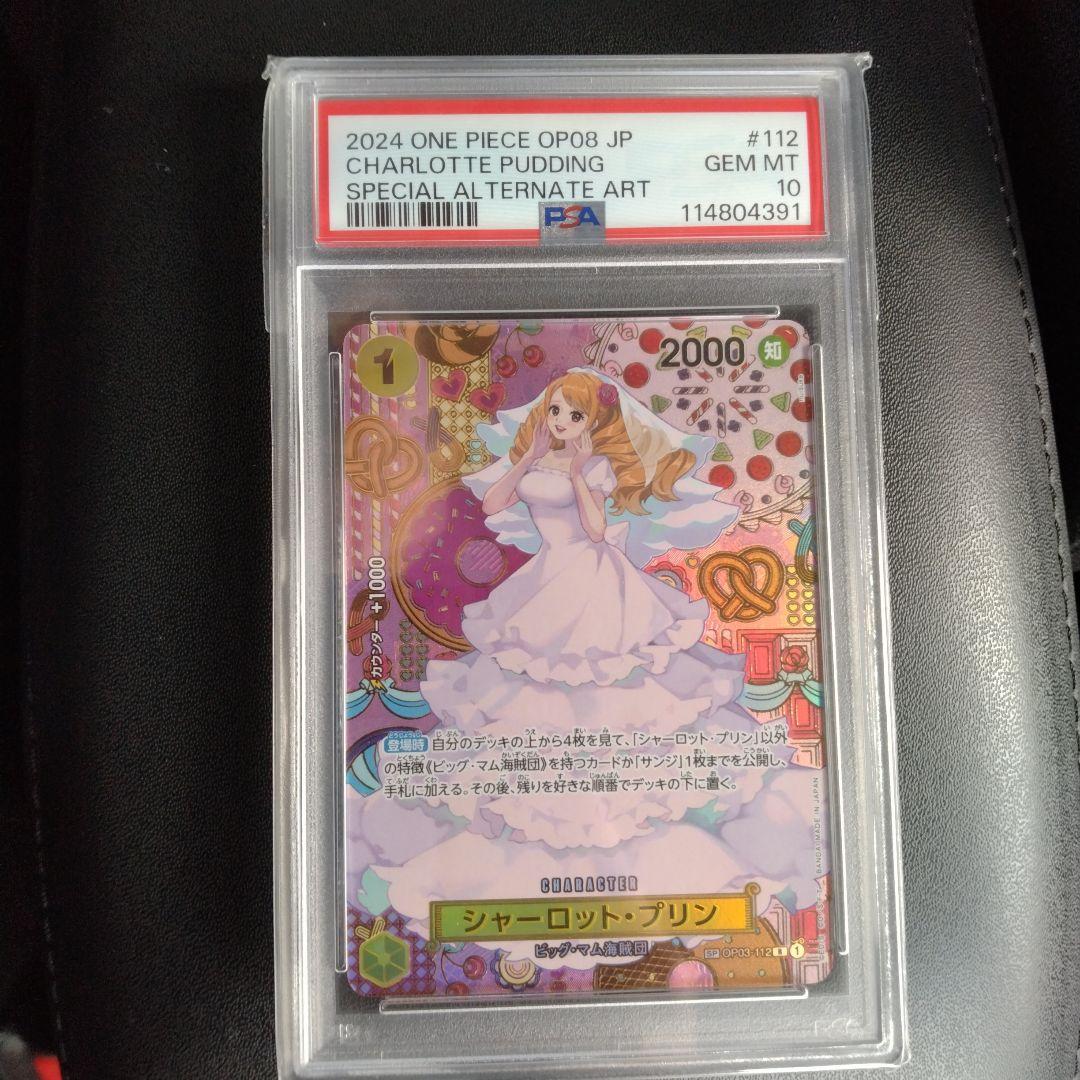 2024 ONE PIECE OP08 JP #112
CHARLOTTE PUDDING GEM MT
SPECIAL ALTERNATE ART 10
PSA 114804391
1
2000 知
カウンター +1000
登場時 自分のデッキの上から4枚を見て、「シャーロット・プリン」以外
の特徴《ビッグ・マム海賊団》を持つカードか「サンジ」1枚までを公開し、
手札に加える。その後、残りを好きな順番でデッキの下に置く。
CHARACTER
シャーロット・プリン
ビッグ・マム海賊団
SP OP03-112 R 1
BANDAI MADE IN JAPAN